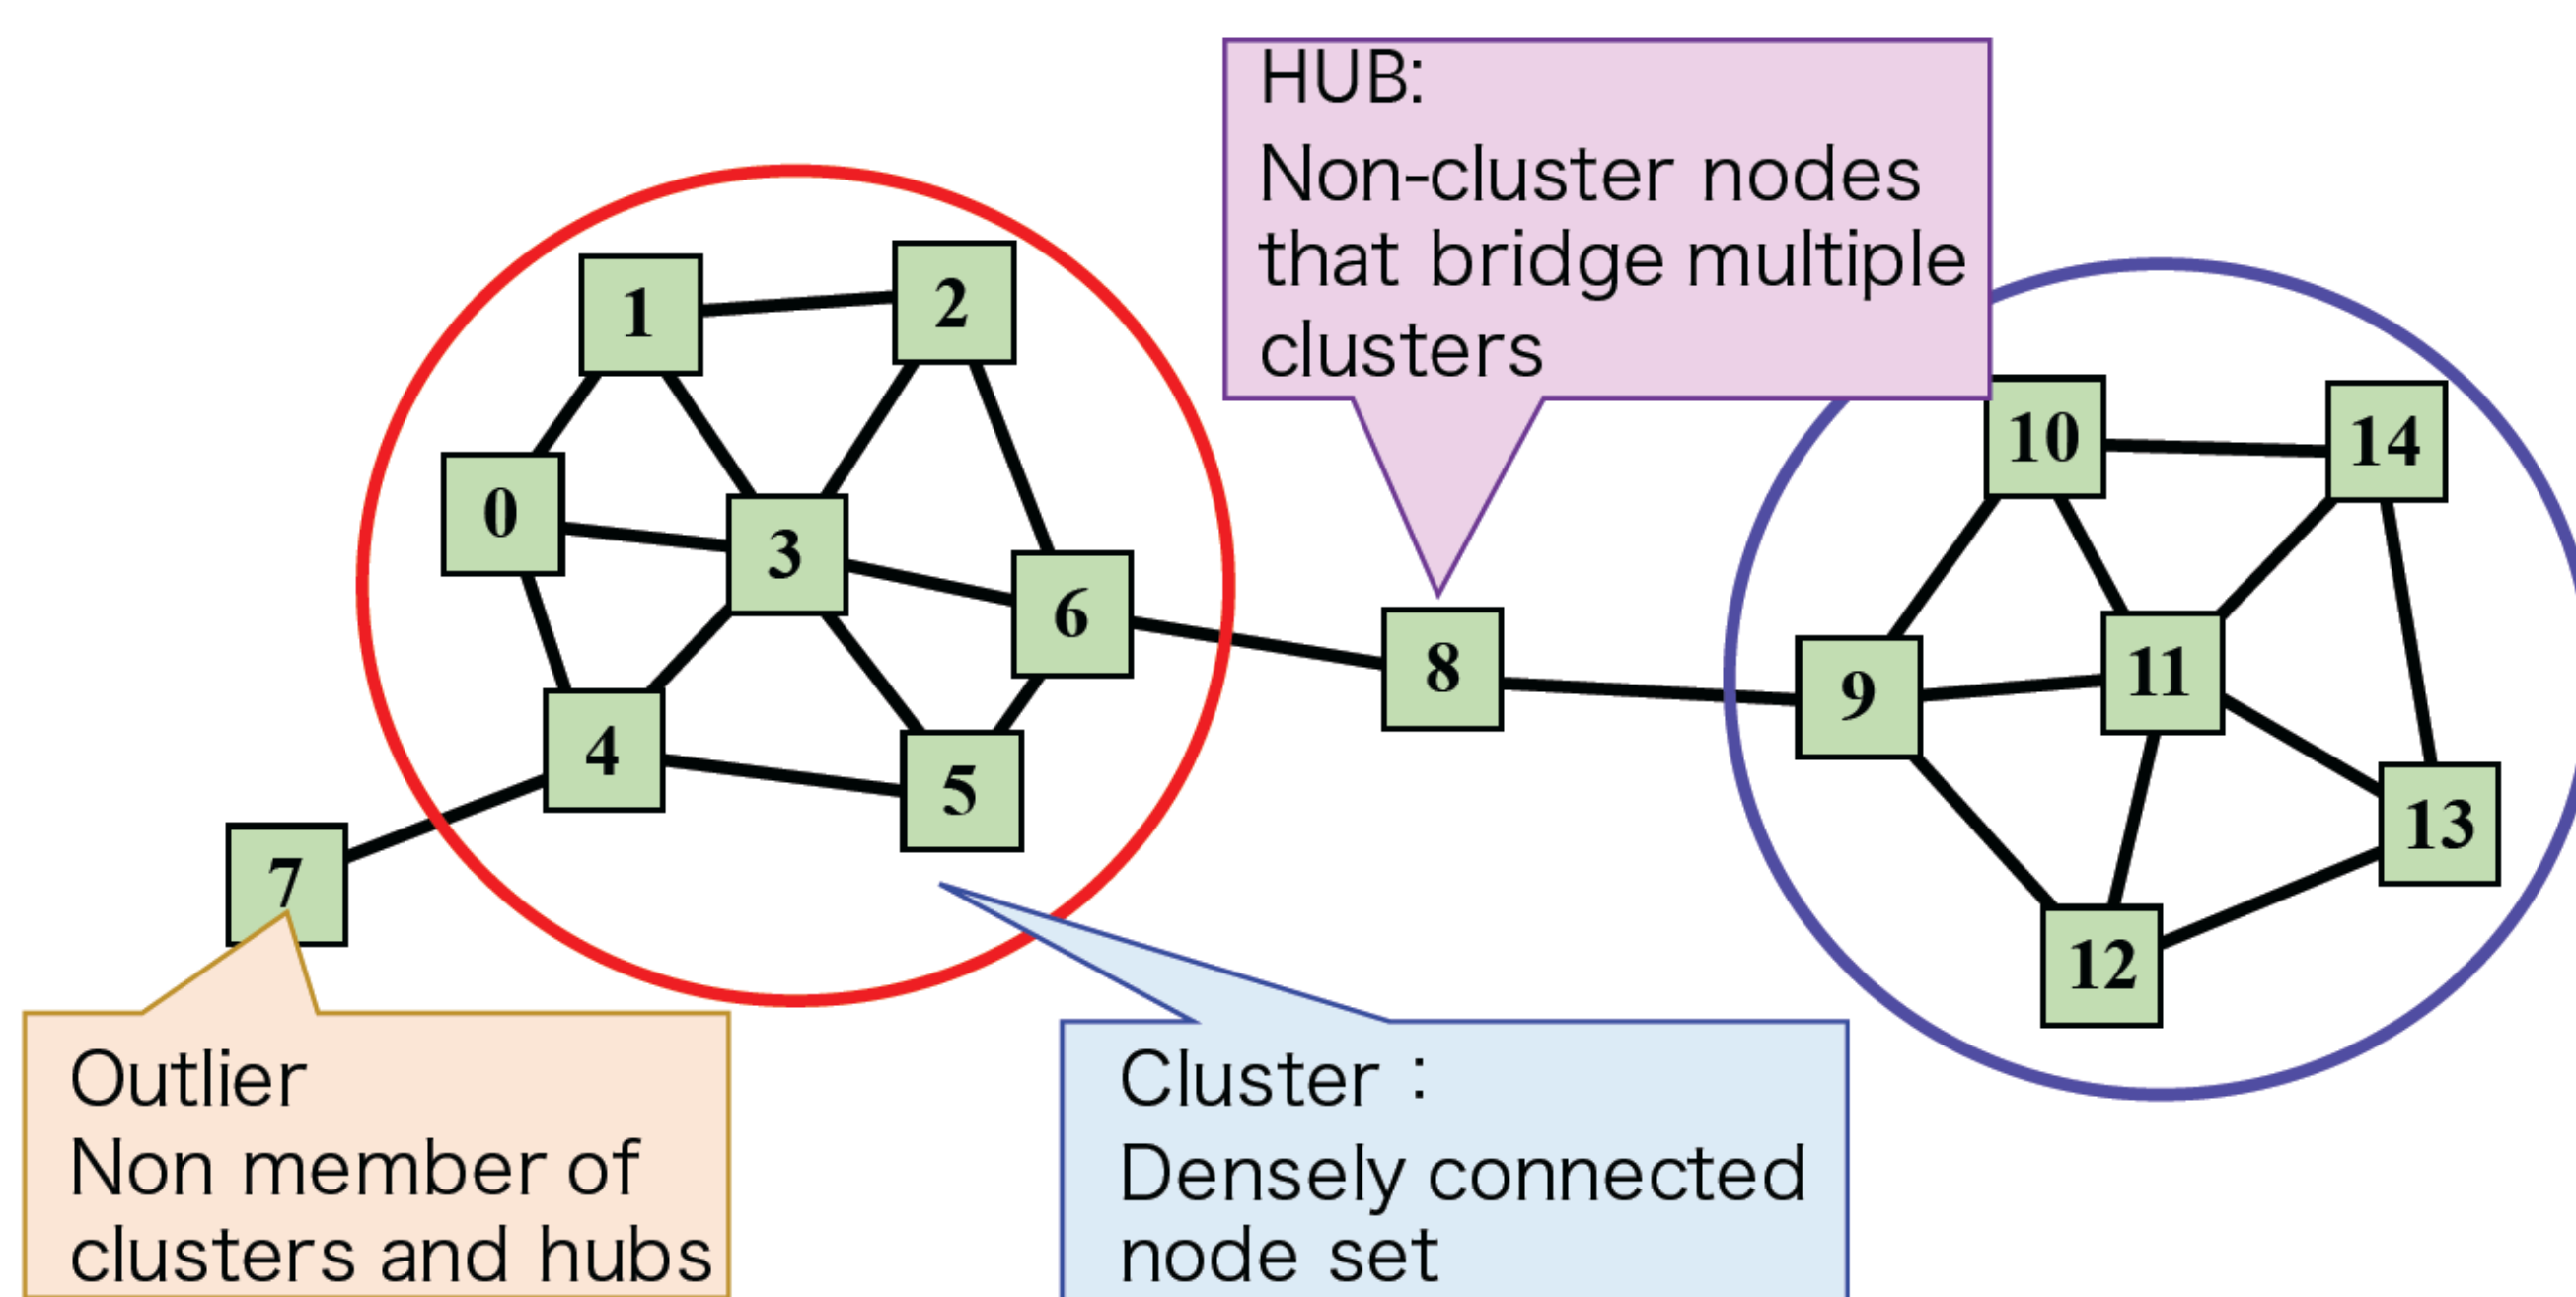 HUB:
Non-cluster nodes
that bridge multiple
clusters
1
2
10
14
0
3
6
8
9
11
4
5
13
7
12
Outlier
Non member of
clusters and hubs
Cluster :
Densely connected
node set